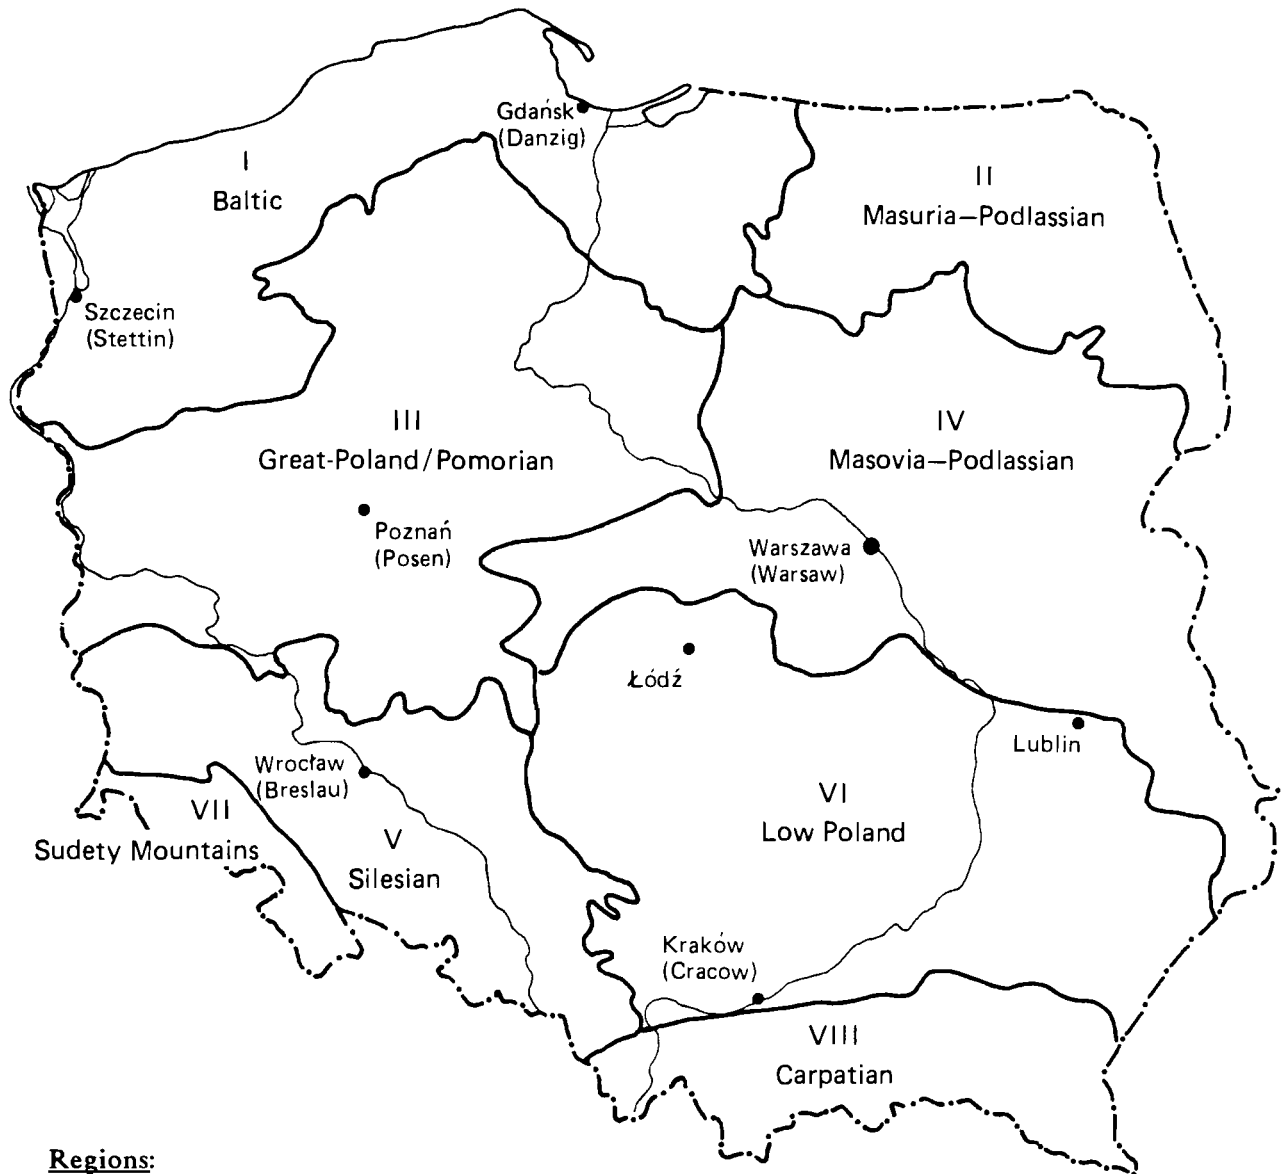 Gdańsk
(Danzig)
I
Baltic
II
Masuria–Podlassian
Szczecin
(Stettin)
III
Great-Poland/Pomorian
IV
Masovia–Podlassian
Poznań
(Posen)
Warszawa
(Warsaw)
Łódź
Lublin
Wrocław
(Breslau)
VII
Sudety Mountains
V
Silesian
VI
Low Poland
Kraków
(Cracow)
VIII
Carpatian
Regions: